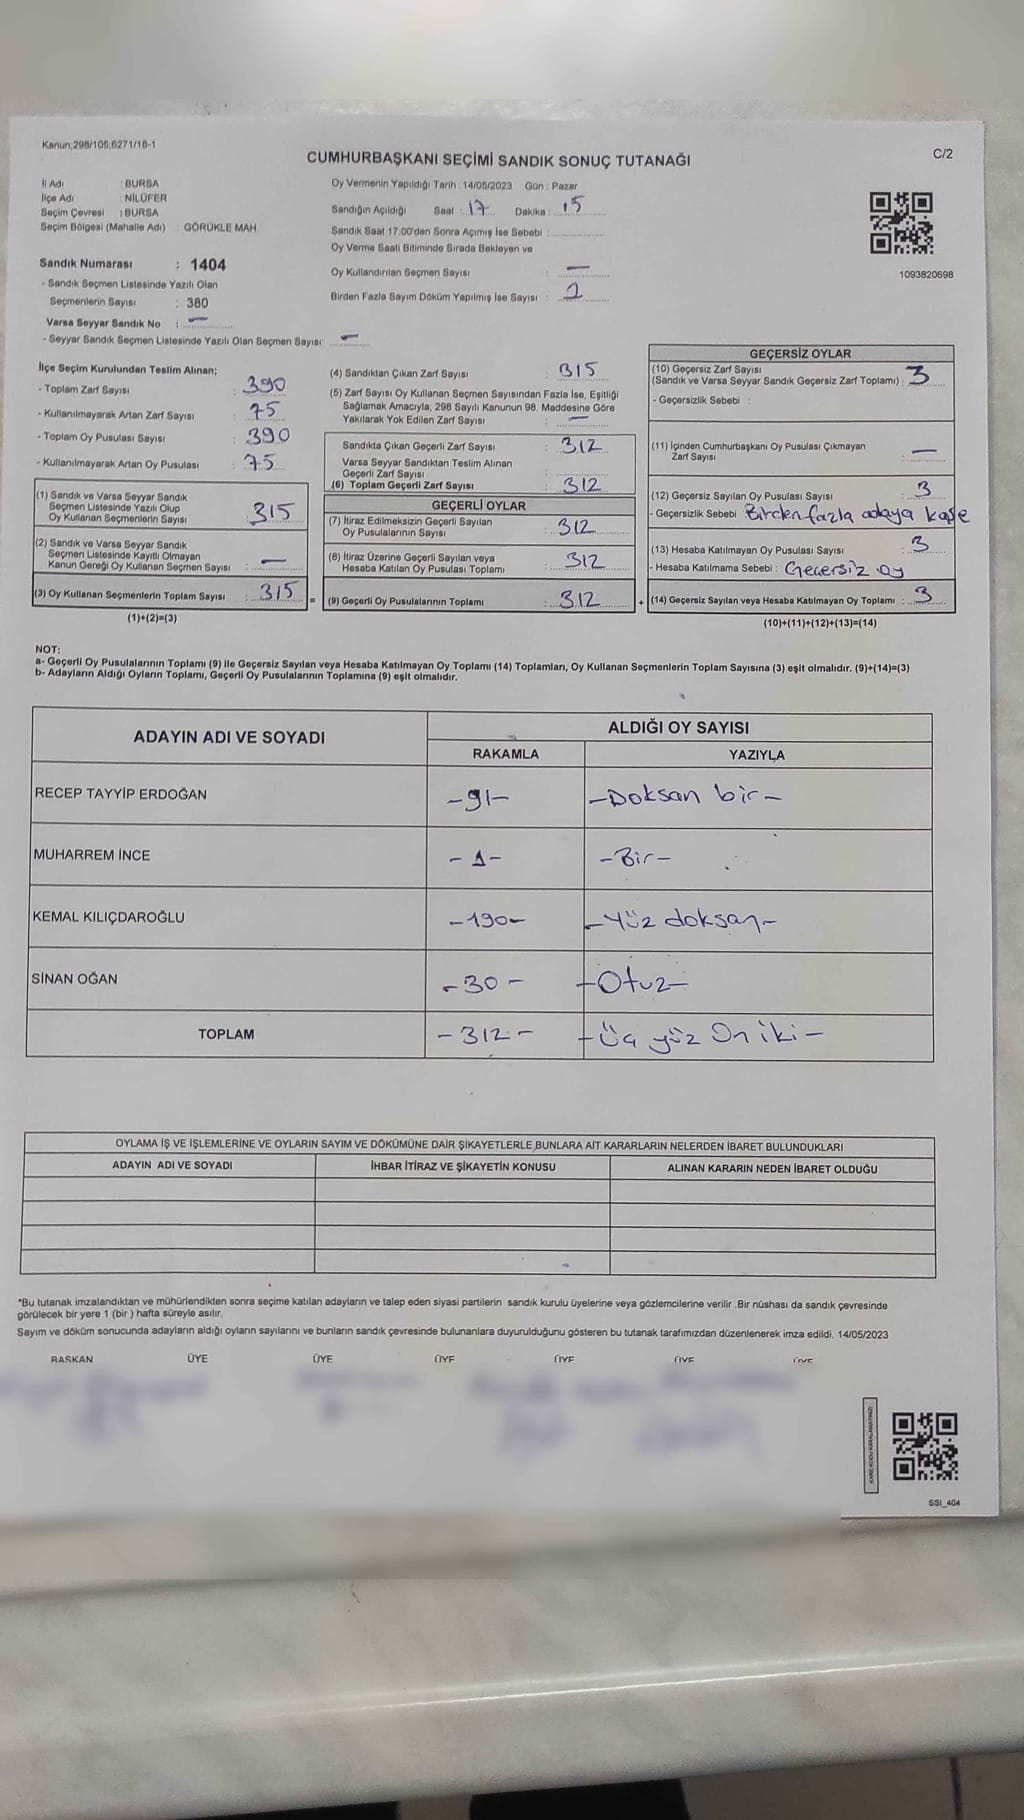 Kanun;298/105;6271/18-1
CUMHURBAŞKANI SEÇİMİ SANDIK SONUÇ TUTANAĞI
C/2
İl Adı : BURSA
İlçe Adı : NİLÜFER
Seçim Çevresi : BURSA
Seçim Bölgesi (Mahalle Adı) : GÖRÜKLE MAH.
Sandık Numarası : 1404
- Sandık Seçmen Listesinde Yazılı Olan
Seçmenlerin Sayısı : 380
Varsa Seyyar Sandık No : —
- Seyyar Sandık Seçmen Listesinde Yazılı Olan Seçmen Sayısı: —
Oy Vermenin Yapıldığı Tarih : 14/05/2023 Gün : Pazar
Sandığın Açıldığı Saat : 17 Dakika : 15
Sandık Saat 17:00'den Sonra Açımış İse Sebebi :
Oy Verme Saati Bitiminde Sırada Bekleyen ve
Oy Kullandırılan Seçmen Sayısı : —
Birden Fazla Sayım Döküm Yapılmış İse Sayısı :
1093820698
İlçe Seçim Kurulundan Teslim Alınan;
- Toplam Zarf Sayısı : 390
- Kullanılmayarak Artan Zarf Sayısı : 75
- Toplam Oy Pusulası Sayısı : 390
- Kullanılmayarak Artan Oy Pusulası : 75
(1) Sandık ve Varsa Seyyar Sandık
Seçmen Listesinde Yazılı Olup
Oy Kullanan Seçmenlerin Sayısı : 315
(2) Sandık ve Varsa Seyyar Sandık
Seçmen Listesinde Kayıtlı Olmayan
Kanun Gereği Oy Kullanan Seçmen Sayısı : —
(3) Oy Kullanan Seçmenlerin Toplam Sayısı : 315
(1)+(2)=(3)
(4) Sandıktan Çıkan Zarf Sayısı : 315
(5) Zarf Sayısı Oy Kullanan Seçmen Sayısından Fazla İse, Eşitliği
Sağlamak Amacıyla; 298 Sayılı Kanunun 98. Maddesine Göre
Yakılarak Yok Edilen Zarf Sayısı : —
Sandıkta Çıkan Geçerli Zarf Sayısı : 312
Varsa Seyyar Sandıktan Teslim Alınan
Geçerli Zarf Sayısı :
(6) Toplam Geçerli Zarf Sayısı : 312
GEÇERLİ OYLAR
(7) İtiraz Edilmeksizin Geçerli Sayılan
Oy Pusulalarının Sayısı : 312
(8) İtiraz Üzerine Geçerli Sayılan veya
Hesaba Katılan Oy Pusulası Toplamı : 312
= (9) Geçerli Oy Pusulalarının Toplamı : 312
GEÇERSİZ OYLAR
(10) Geçersiz Zarf Sayısı
(Sandık ve Varsa Seyyar Sandık Geçersiz Zarf Toplamı) : 3
- Geçersizlik Sebebi :
(11) İçinden Cumhurbaşkanı Oy Pusulası Çıkmayan
Zarf Sayısı : —
(12) Geçersiz Sayılan Oy Pusulası Sayısı : 3
- Geçersizlik Sebebi Birden fazla adaya kaşe
(13) Hesaba Katılmayan Oy Pusulası Sayısı : 3
- Hesaba Katılmama Sebebi : Gecersiz oy
+ (14) Geçersiz Sayılan veya Hesaba Katılmayan Oy Toplamı : 3
(10)+(11)+(12)+(13)=(14)
NOT:
a- Geçerli Oy Pusulalarının Toplamı (9) ile Geçersiz Sayılan veya Hesaba Katılmayan Oy Toplamı (14) Toplamları, Oy Kullanan Seçmenlerin Toplam Sayısına (3) eşit olmalıdır. (9)+(14)=(3)
b- Adayların Aldığı Oyların Toplamı, Geçerli Oy Pusulalarının Toplamına (9) eşit olmalıdır.
ADAYIN ADI VE SOYADI
ALDIĞI OY SAYISI
RAKAMLA YAZIYLA
RECEP TAYYİP ERDOĞAN -91- -Doksan bir-
MUHARREM İNCE -1- -Bir-
KEMAL KILIÇDAROĞLU -190- -Yüz doksan-
SİNAN OĞAN -30- -Otuz-
TOPLAM -312- -Üç yüz On iki-
OYLAMA İŞ VE İŞLEMLERİNE VE OYLARIN SAYIM VE DÖKÜMÜNE DAİR ŞİKAYETLERLE BUNLARA AİT KARARLARIN NELERDEN İBARET BULUNDUKLARI
ADAYIN ADI VE SOYADI İHBAR İTİRAZ VE ŞİKAYETİN KONUSU ALINAN KARARIN NEDEN İBARET OLDUĞU
*Bu tutanak imzalandıktan ve mühürlendikten sonra seçime katılan adayların ve talep eden siyasi partilerin sandık kurulu üyelerine veya gözlemcilerine verilir .Bir nüshası da sandık çevresinde
görülecek bir yere 1 (bir ) hafta süreyle asılır.
Sayım ve döküm sonucunda adayların aldığı oyların sayılarını ve bunların sandık çevresinde bulunanlara duyurulduğunu gösteren bu tutanak tarafımızdan düzenlenerek imza edildi. 14/05/2023
BAŞKAN ÜYE ÜYE ÜYE ÜYE ÜYE ÜYE
SSI_404